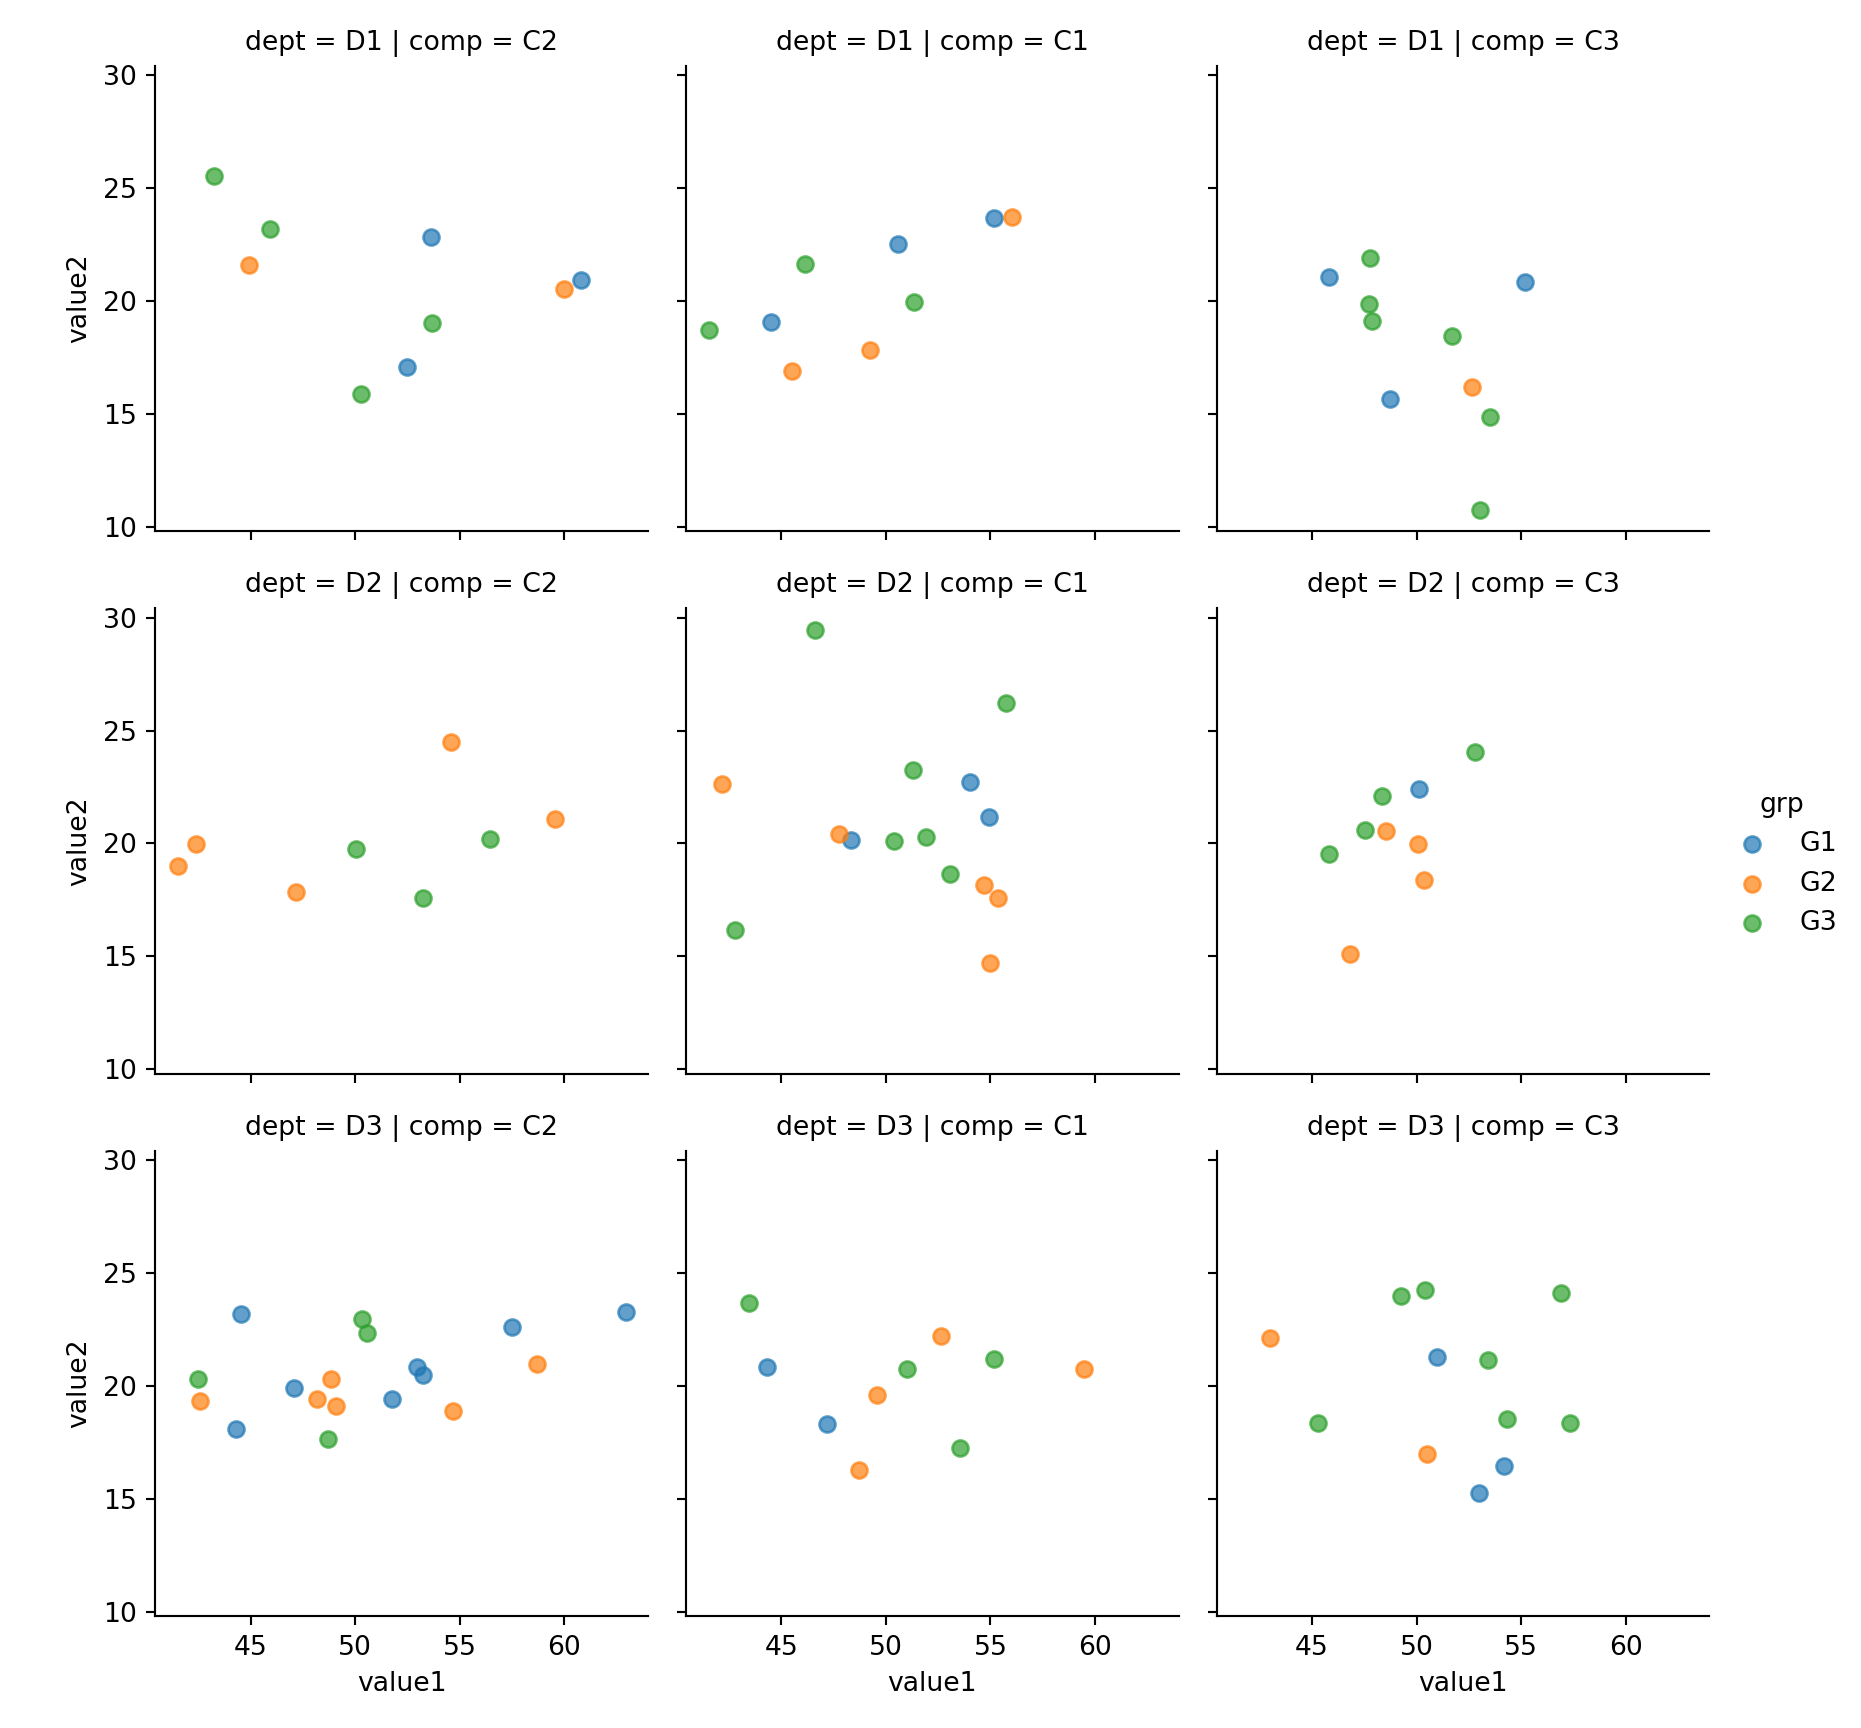 dept = D1 | comp = C2
dept = D1 | comp = C1
dept = D1 | comp = C3
30
25
20
15
10
value2
dept = D2 | comp = C2
dept = D2 | comp = C1
dept = D2 | comp = C3
30
25
20
15
10
value2
grp
G1
G2
G3
dept = D3 | comp = C2
dept = D3 | comp = C1
dept = D3 | comp = C3
30
25
20
15
10
value2
45 50 55 60
45 50 55 60
45 50 55 60
value1
value1
value1